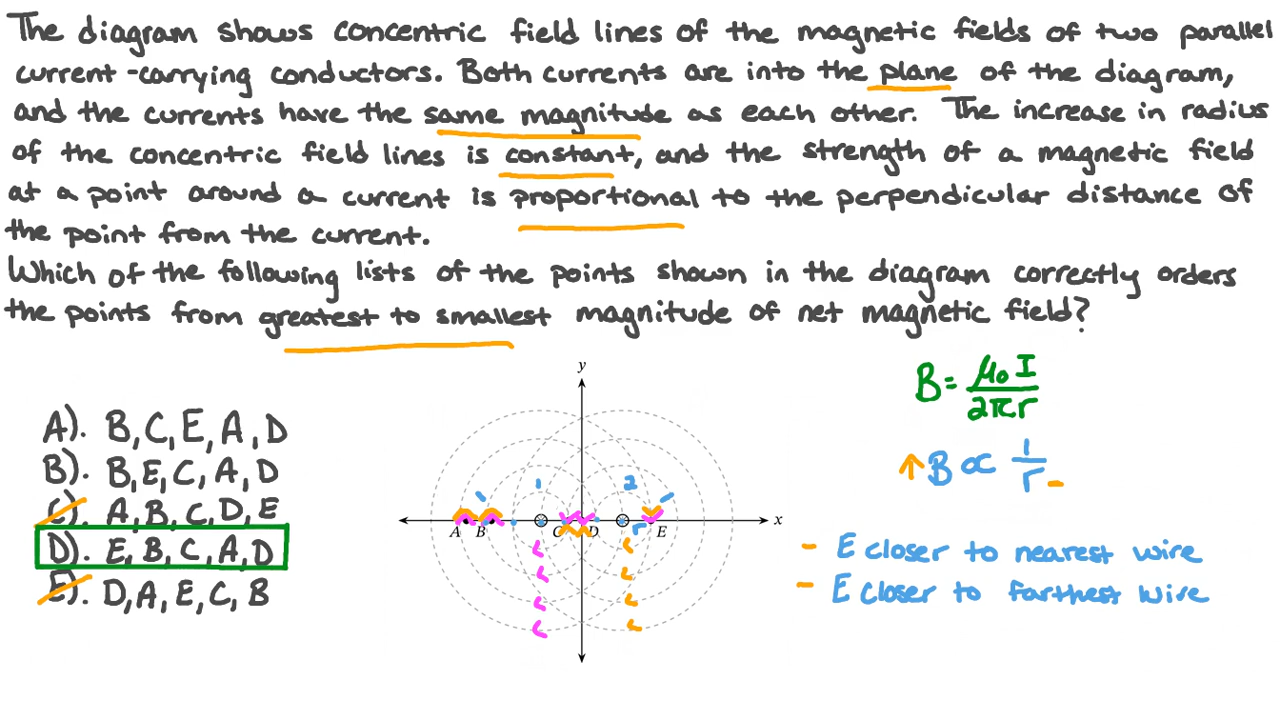 The diagram shows concentric field lines of the magnetic fields of two parallel
current-carrying conductors. Both currents are into the plane of the diagram,
and the currents have the same magnitude as each other. The increase in radius
of the concentric field lines is constant, and the strength of a magnetic field
at a point around a current is proportional to the perpendicular distance of
the point from the current.
Which of the following lists of the points shown in the diagram correctly orders
the points from greatest to smallest magnitude of net magnetic field?
A). B, C, E, A, D
B). B, E, C, A, D
C). A, B, C, D, E
D). E, B, C, A, D
E). D, A, E, C, B
y
1 2
x
A B C D E
r
B = μ₀ I / 2πr
↑ B ∝ 1/r
- E closer to nearest wire
- E closer to farthest wire